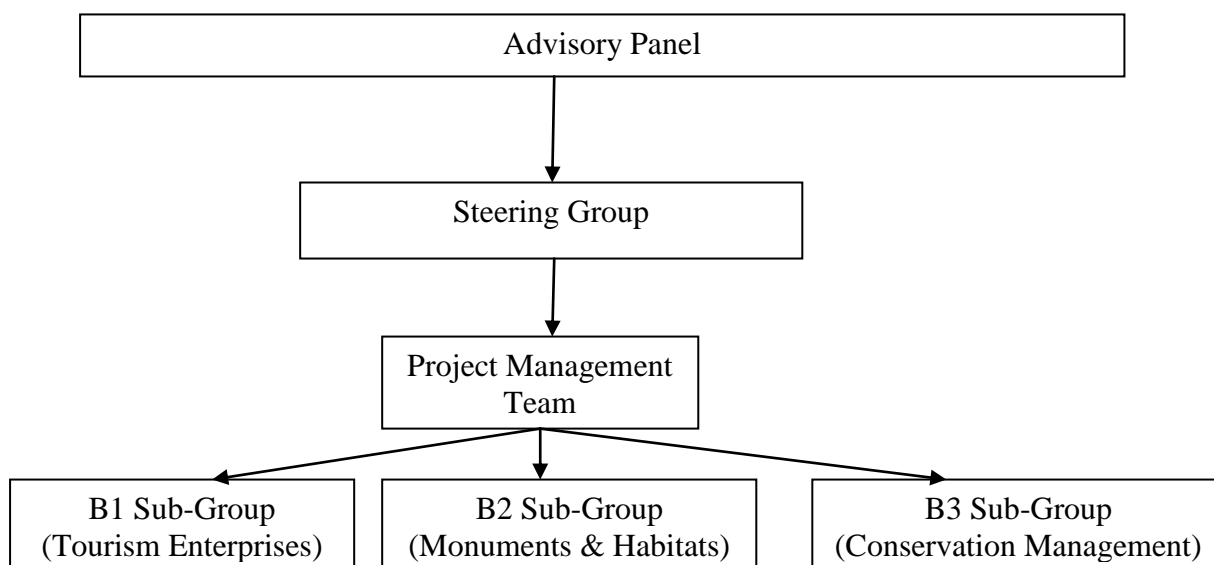 Advisory Panel
Steering Group
Project Management
Team
B1 Sub-Group
(Tourism Enterprises)
B2 Sub-Group
(Monuments & Habitats)
B3 Sub-Group
(Conservation Management)